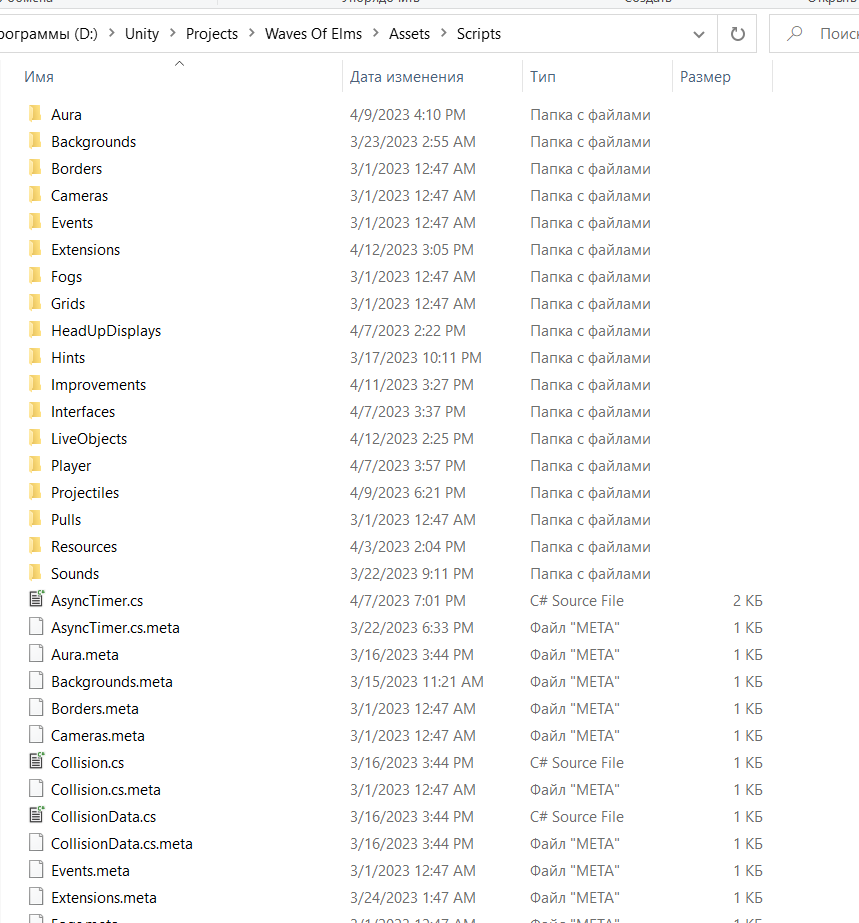 рограммы (D:) > Unity > Projects > Waves Of Elms > Assets > Scripts Поиск
Имя Дата изменения Тип Размер
Aura 4/9/2023 4:10 PM Папка с файлами
Backgrounds 3/23/2023 2:55 AM Папка с файлами
Borders 3/1/2023 12:47 AM Папка с файлами
Cameras 3/1/2023 12:47 AM Папка с файлами
Events 3/1/2023 12:47 AM Папка с файлами
Extensions 4/12/2023 3:05 PM Папка с файлами
Fogs 3/1/2023 12:47 AM Папка с файлами
Grids 3/1/2023 12:47 AM Папка с файлами
HeadUpDisplays 4/7/2023 2:22 PM Папка с файлами
Hints 3/17/2023 10:11 PM Папка с файлами
Improvements 4/11/2023 3:27 PM Папка с файлами
Interfaces 4/7/2023 3:37 PM Папка с файлами
LiveObjects 4/12/2023 2:25 PM Папка с файлами
Player 4/7/2023 3:57 PM Папка с файлами
Projectiles 4/9/2023 6:21 PM Папка с файлами
Pulls 3/1/2023 12:47 AM Папка с файлами
Resources 4/3/2023 2:04 PM Папка с файлами
Sounds 3/22/2023 9:11 PM Папка с файлами
AsyncTimer.cs 4/7/2023 7:01 PM C# Source File 2 КБ
AsyncTimer.cs.meta 3/22/2023 6:33 PM Файл "META" 1 КБ
Aura.meta 3/16/2023 3:44 PM Файл "META" 1 КБ
Backgrounds.meta 3/15/2023 11:21 AM Файл "META" 1 КБ
Borders.meta 3/1/2023 12:47 AM Файл "META" 1 КБ
Cameras.meta 3/1/2023 12:47 AM Файл "META" 1 КБ
Collision.cs 3/16/2023 3:44 PM C# Source File 1 КБ
Collision.cs.meta 3/1/2023 12:47 AM Файл "META" 1 КБ
CollisionData.cs 3/16/2023 3:44 PM C# Source File 1 КБ
CollisionData.cs.meta 3/16/2023 3:44 PM Файл "META" 1 КБ
Events.meta 3/1/2023 12:47 AM Файл "META" 1 КБ
Extensions.meta 3/24/2023 1:47 AM Файл "META" 1 КБ